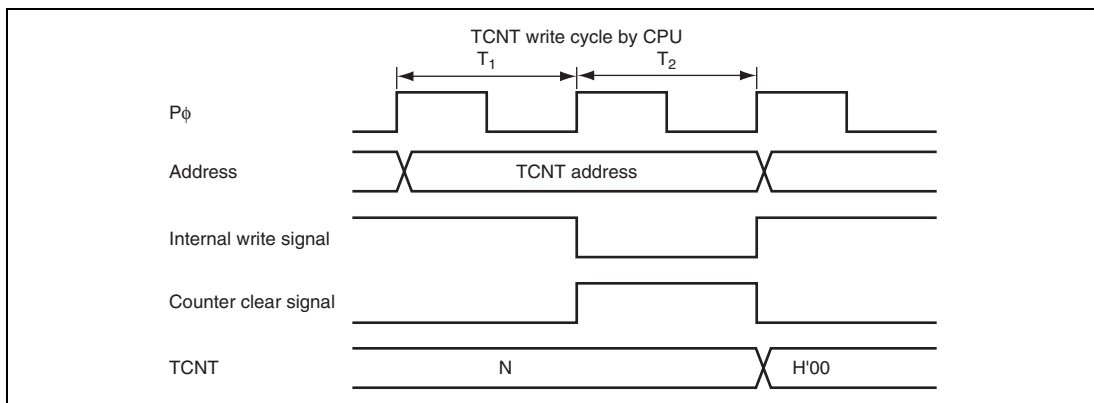 TCNT write cycle by CPU
T1 T2
Pϕ
Address TCNT address
Internal write signal
Counter clear signal
TCNT N H'00